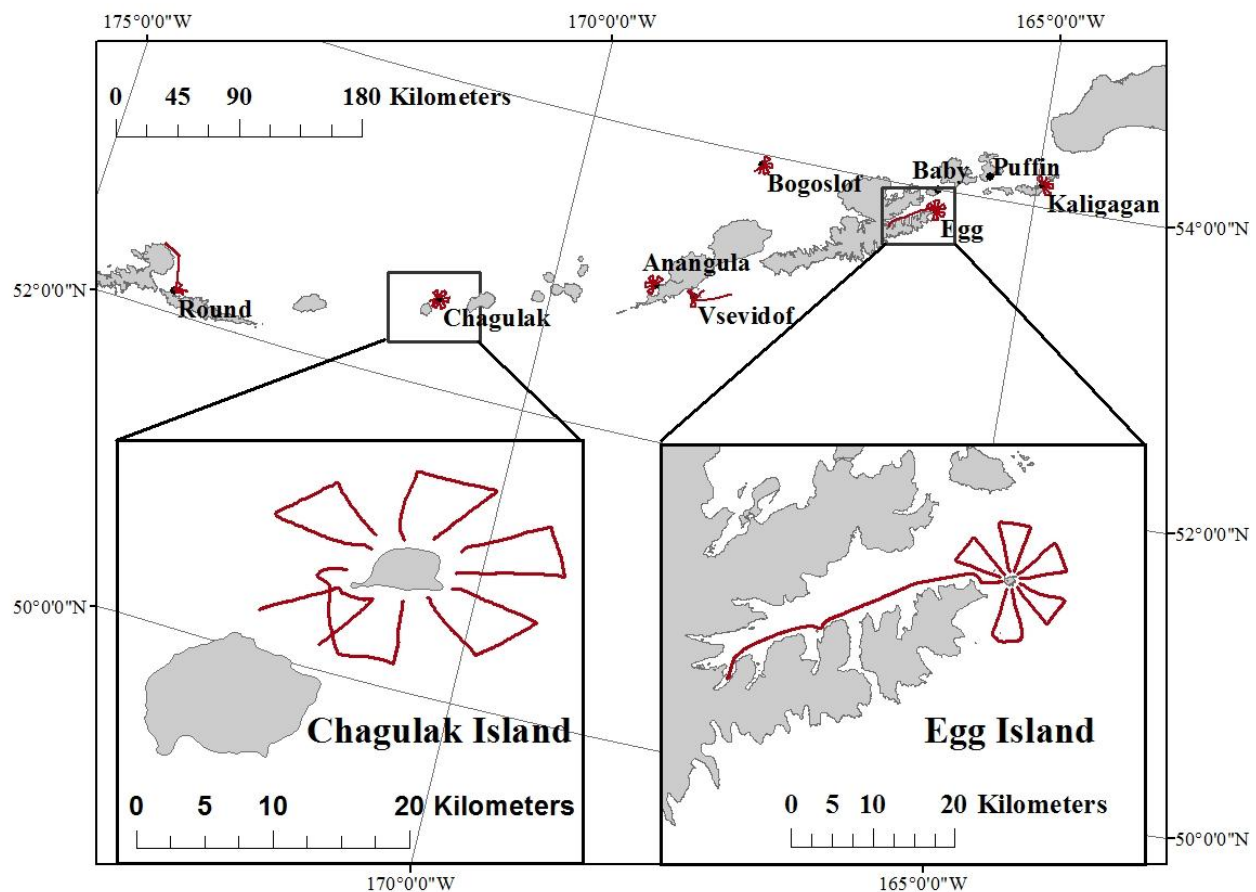 175°0'0"W 170°0'0"W 165°0'0"W
0 45 90 180 Kilometers
Bogoslof
Baby
Puffin
Kaligagan
Egg
54°0'0"N
52°0'0"N
Anangula
Round
Chagulak
Vsevidof
52°0'0"N
50°0'0"N
Chagulak Island
Egg Island
0 5 10 20 Kilometers
0 5 10 20 Kilometers
50°0'0"N
170°0'0"W 165°0'0"W